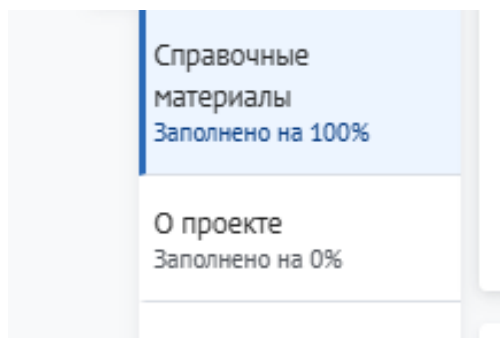 Справочные
материалы
Заполнено на 100%
О проекте
Заполнено на 0%